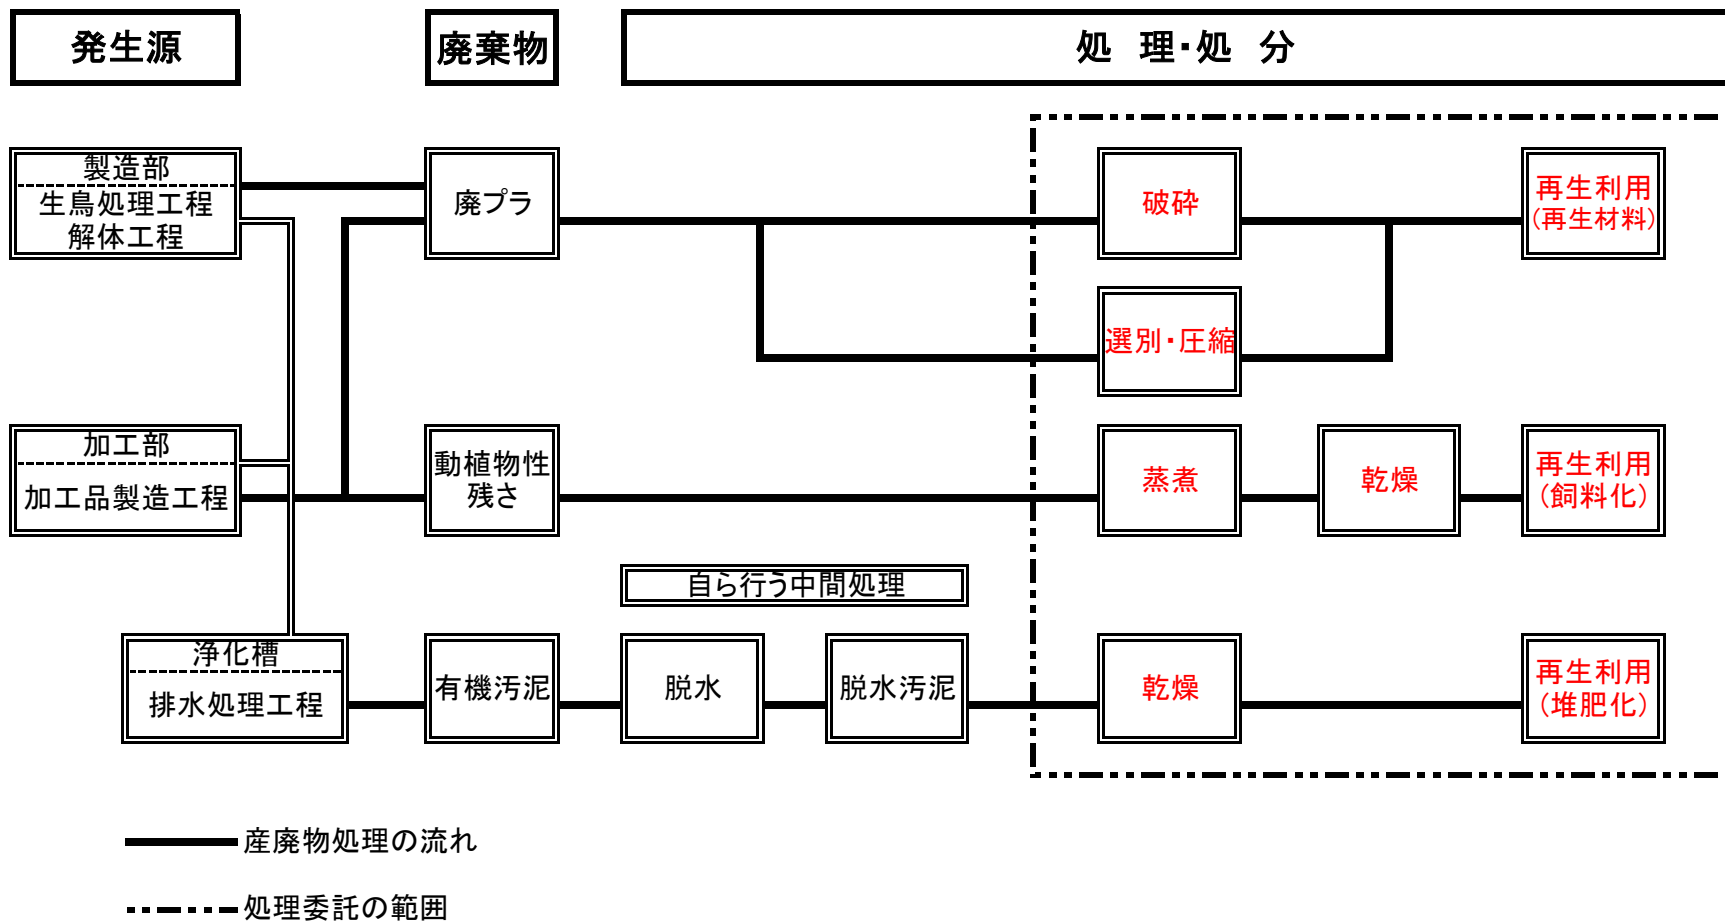 発生源
廃棄物
処 理・処 分
製造部
生鳥処理工程
解体工程
廃プラ
破砕
再生利用
(再生材料)
選別・圧縮
加工部
加工品製造工程
動植物性
残さ
蒸煮
乾燥
再生利用
(飼料化)
自ら行う中間処理
浄化槽
排水処理工程
有機汚泥
脱水
脱水汚泥
乾燥
再生利用
(堆肥化)
産廃物処理の流れ
処理委託の範囲